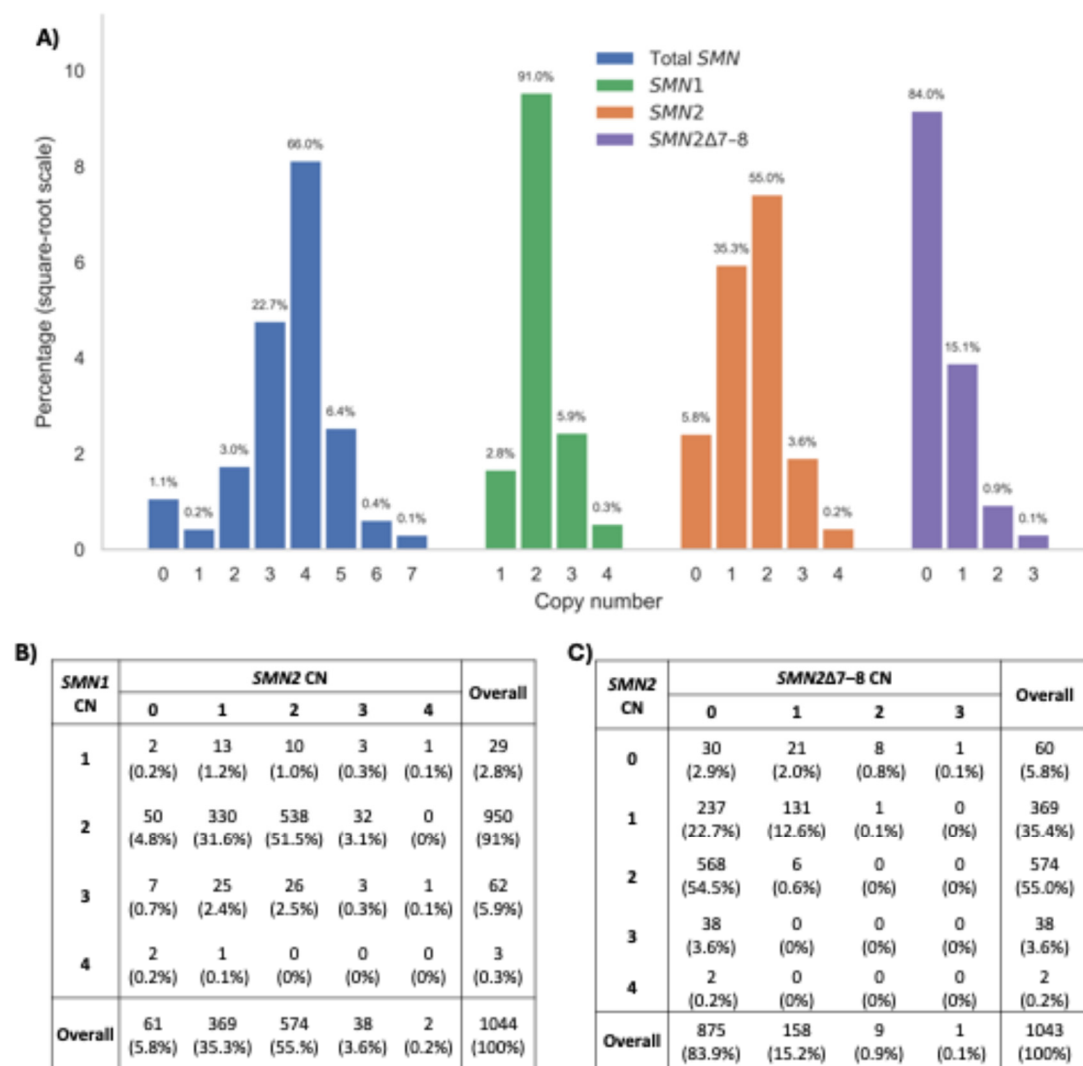 A)
Total SMN
SMN1
SMN2
SMN2Δ7–8
Percentage (square-root scale)
10
8
6
4
2
0
1.1%
0.2%
3.0%
22.7%
66.0%
6.4%
0.4%
0.1%
2.8%
91.0%
5.9%
0.3%
5.8%
35.3%
55.0%
3.6%
0.2%
84.0%
15.1%
0.9%
0.1%
0 1 2 3 4 5 6 7 1 2 3 4 0 1 2 3 4 0 1 2 3
Copy number
B)
SMN1 CN
SMN2 CN
Overall
0 1 2 3 4
1
2 13 10 3 1 29
(0.2%) (1.2%) (1.0%) (0.3%) (0.1%) (2.8%)
2
50 330 538 32 0 950
(4.8%) (31.6%) (51.5%) (3.1%) (0%) (91%)
3
7 25 26 3 1 62
(0.7%) (2.4%) (2.5%) (0.3%) (0.1%) (5.9%)
4
2 1 0 0 0 3
(0.2%) (0.1%) (0%) (0%) (0%) (0.3%)
Overall
61 369 574 38 2 1044
(5.8%) (35.3%) (55.%) (3.6%) (0.2%) (100%)
C)
SMN2 CN
SMN2Δ7–8 CN
Overall
0 1 2 3
0
30 21 8 1 60
(2.9%) (2.0%) (0.8%) (0.1%) (5.8%)
1
237 131 1 0 369
(22.7%) (12.6%) (0.1%) (0%) (35.4%)
2
568 6 0 0 574
(54.5%) (0.6%) (0%) (0%) (55.0%)
3
38 0 0 0 38
(3.6%) (0%) (0%) (0%) (3.6%)
4
2 0 0 0 2
(0.2%) (0%) (0%) (0%) (0.2%)
Overall
875 158 9 1 1043
(83.9%) (15.2%) (0.9%) (0.1%) (100%)